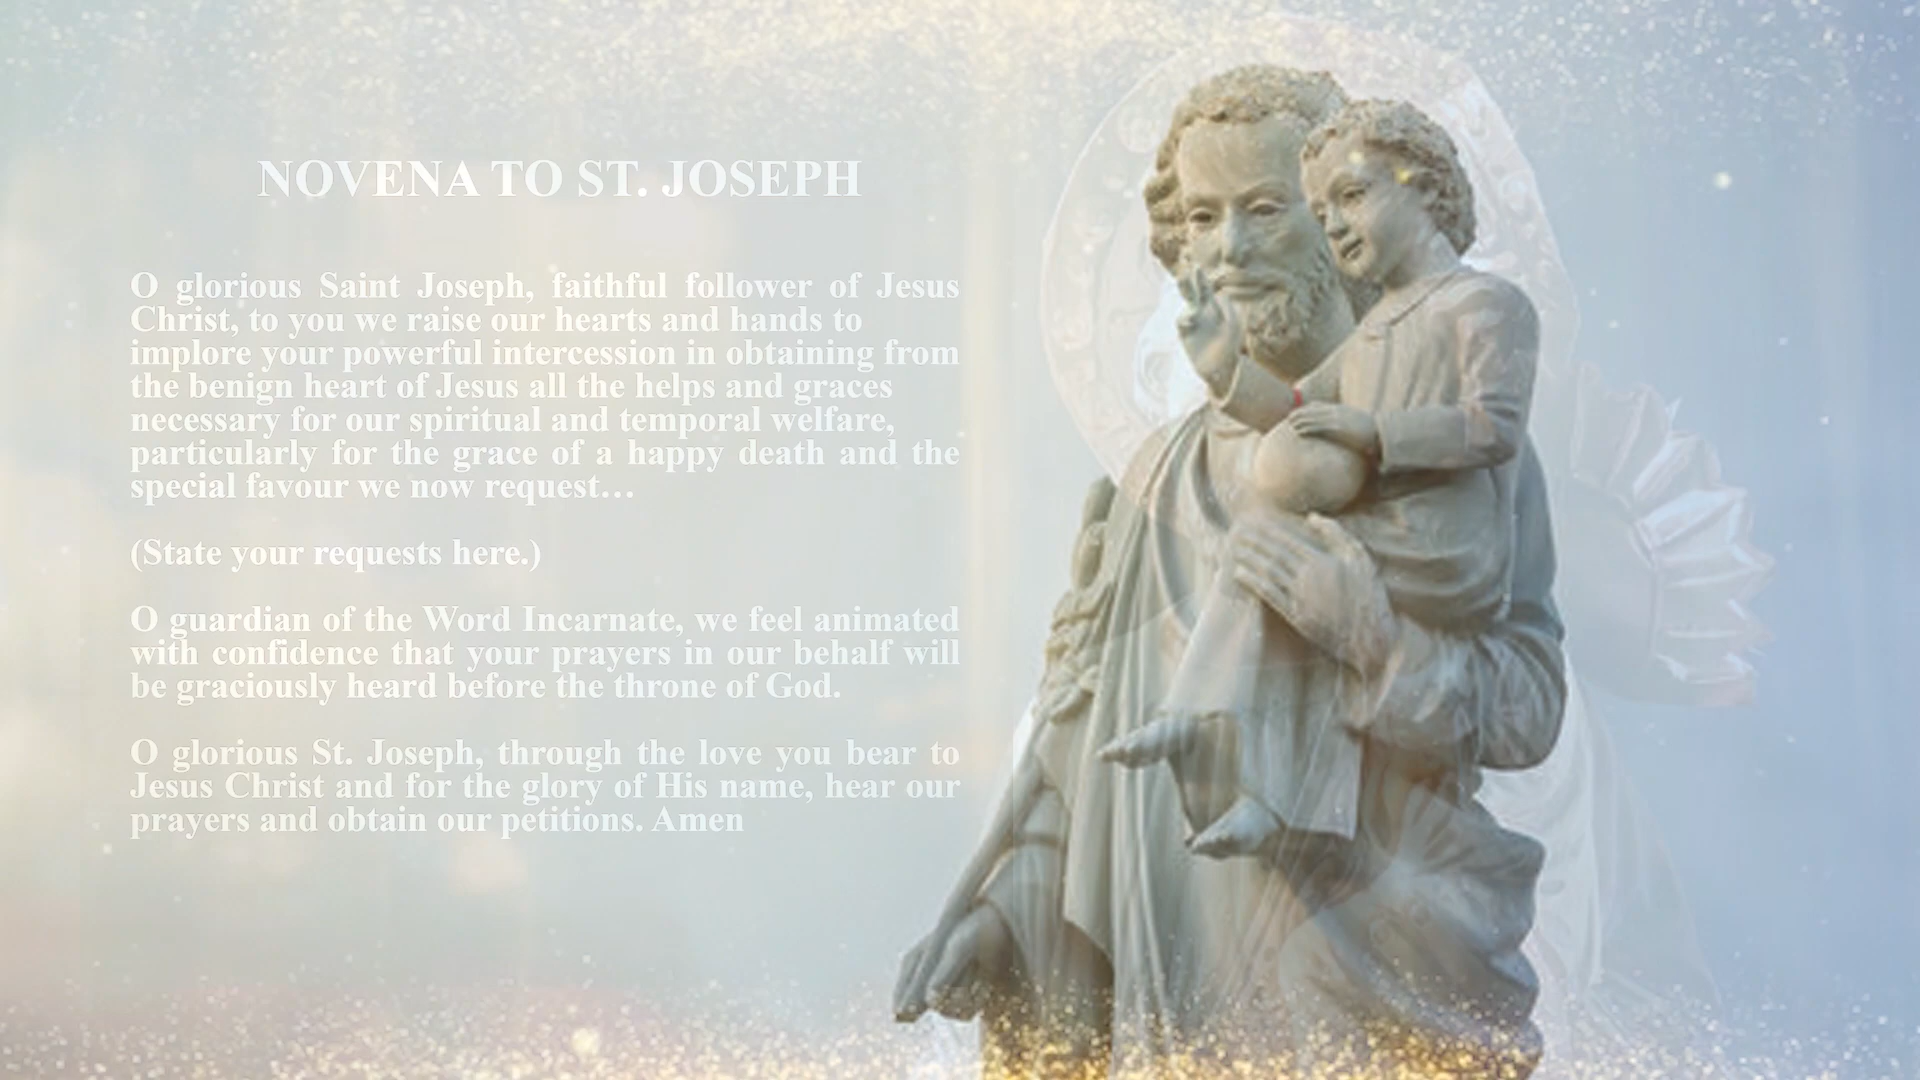 NOVENA TO ST. JOSEPH
O glorious Saint Joseph, faithful follower of Jesus
Christ, to you we raise our hearts and hands to
implore your powerful intercession in obtaining from
the benign heart of Jesus all the helps and graces
necessary for our spiritual and temporal welfare,
particularly for the grace of a happy death and the
special favour we now request…
(State your requests here.)
O guardian of the Word Incarnate, we feel animated
with confidence that your prayers in our behalf will
be graciously heard before the throne of God.
O glorious St. Joseph, through the love you bear to
Jesus Christ and for the glory of His name, hear our
prayers and obtain our petitions. Amen